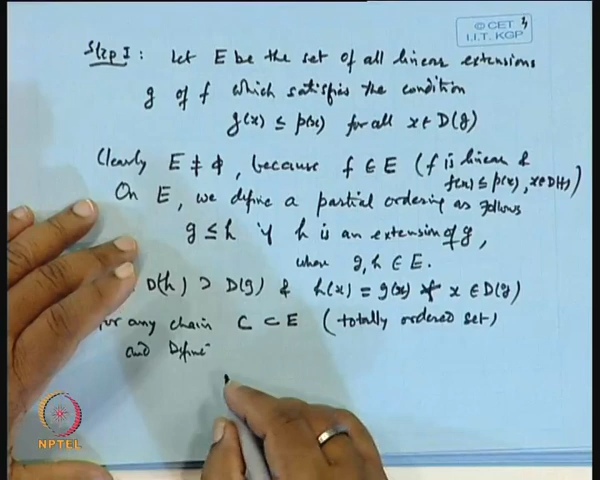 © CET
I.I.T. KGP
Step I: Let E be the set of all linear extensions
g of f which satisfies the condition
g(x) ≤ p(x) for all x ∈ D(g)
Clearly E ≠ ϕ, because f ∈ E (f is linear &
f(x) ≤ p(x), x ∈ D(f))
On E, we define a partial ordering as follows
g ≤ h if h is an extension of g,
where g, h ∈ E.
D(h) ⊃ D(g) & h(x) = g(x) ∀ x ∈ D(g)
any chain C ⊂ E (totally ordered set)
and Define
NPTEL